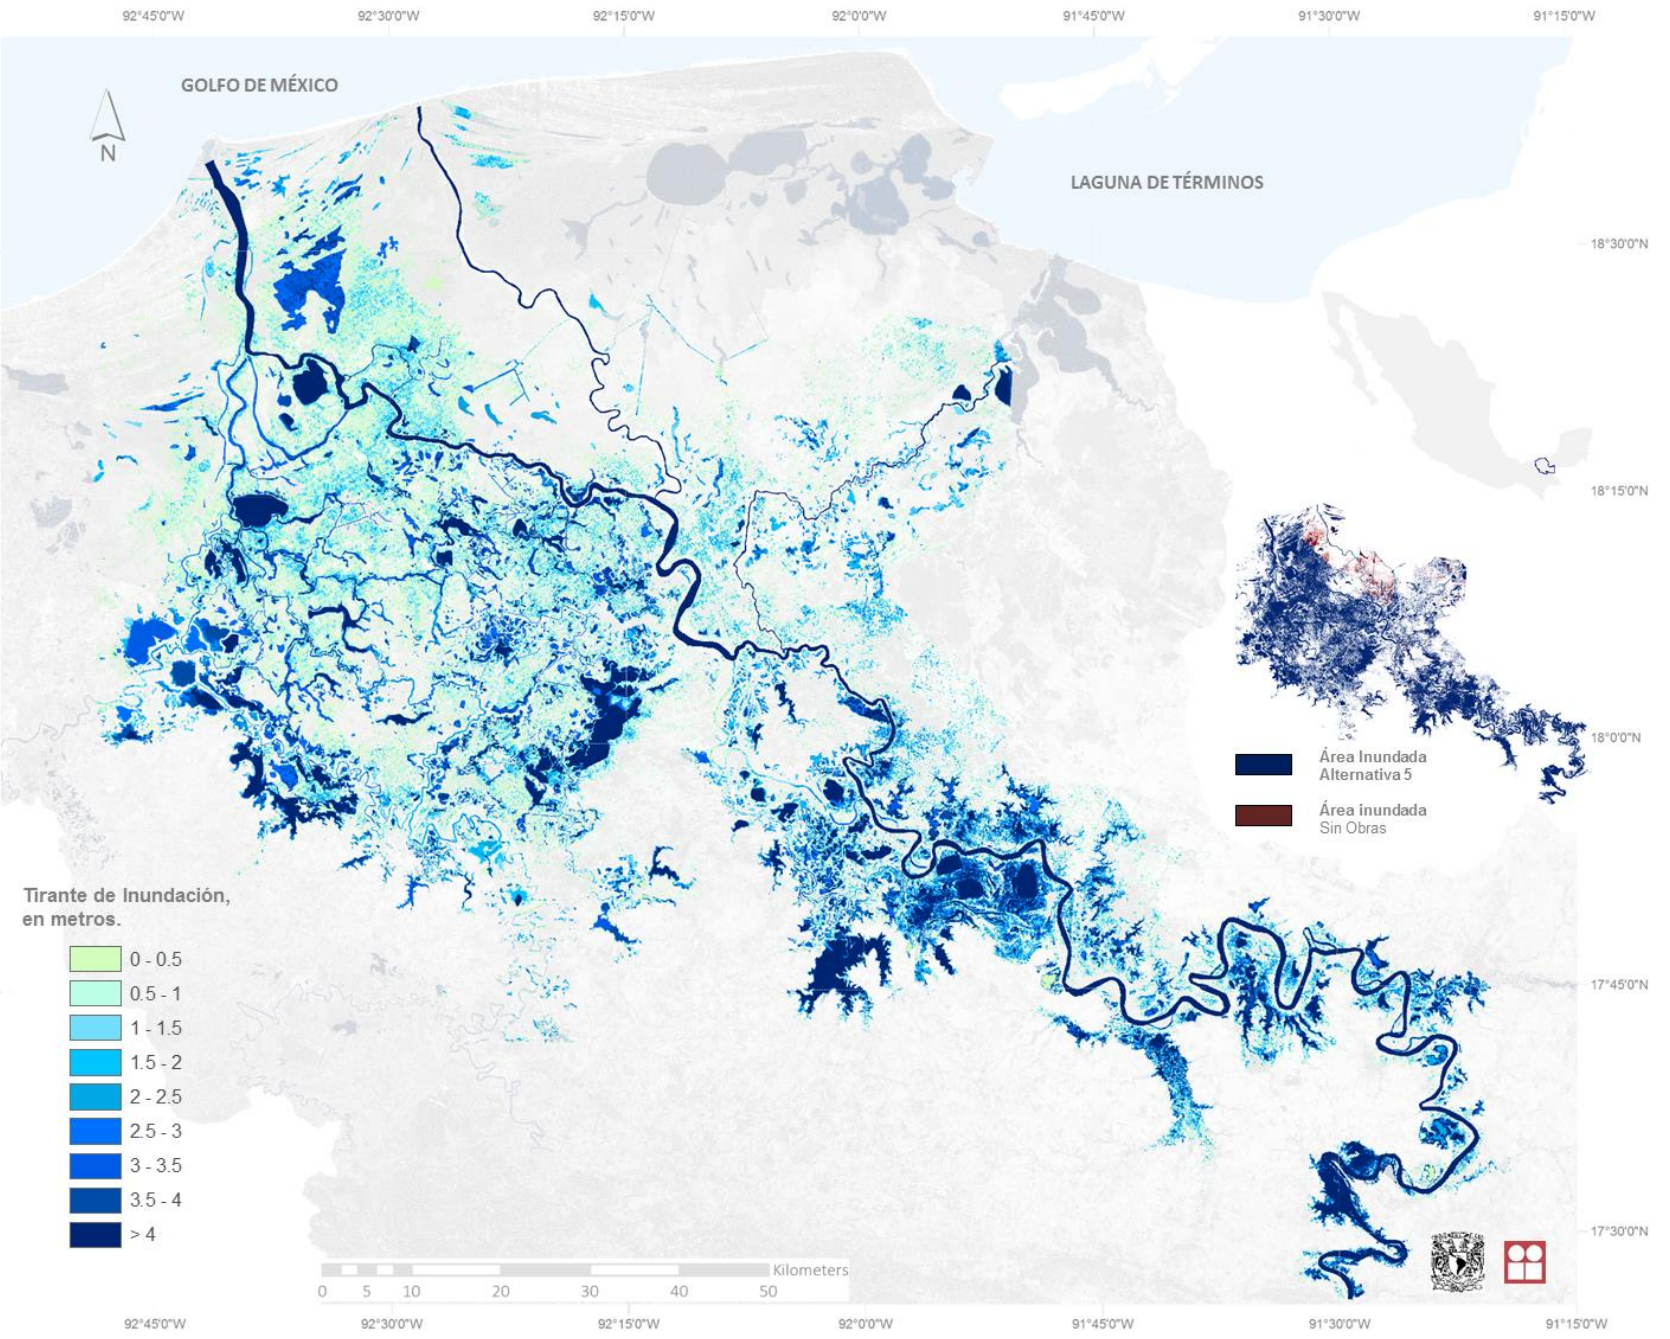 92°45'0"W 92°30'0"W 92°15'0"W 92°0'0"W 91°45'0"W 91°30'0"W 91°15'0"W
GOLFO DE MÉXICO
N
LAGUNA DE TÉRMINOS
18°30'0"N
18°15'0"N
18°0'0"N
Área Inundada
Alternativa 5
Área inundada
Sin Obras
Tirante de Inundación,
en metros.
0 - 0.5
0.5 - 1
1 - 1.5
1.5 - 2
2 - 2.5
2.5 - 3
3 - 3.5
3.5 - 4
> 4
17°45'0"N
17°30'0"N
Kilometers
0 5 10 20 30 40 50
92°45'0"W 92°30'0"W 92°15'0"W 92°0'0"W 91°45'0"W 91°30'0"W 91°15'0"W